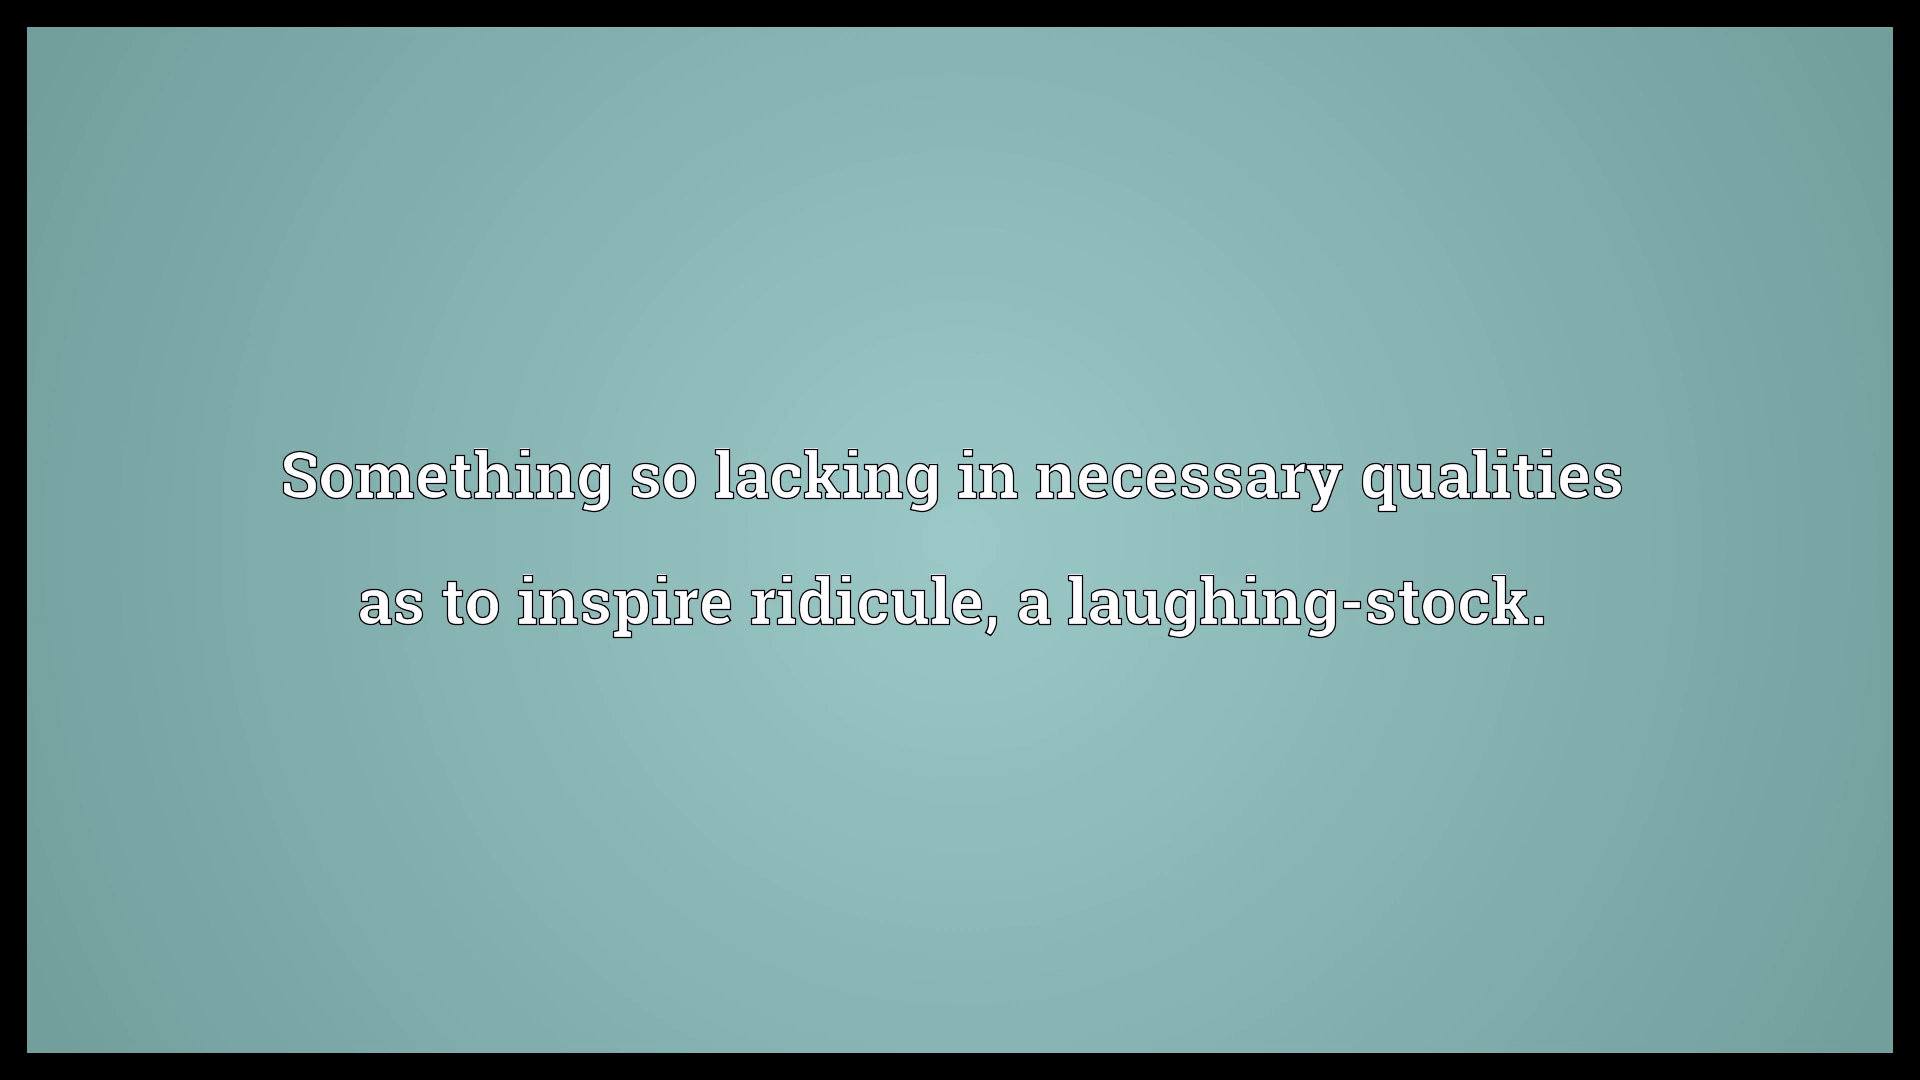 Something so lacking in necessary qualities
as to inspire ridicule, a laughing-stock.